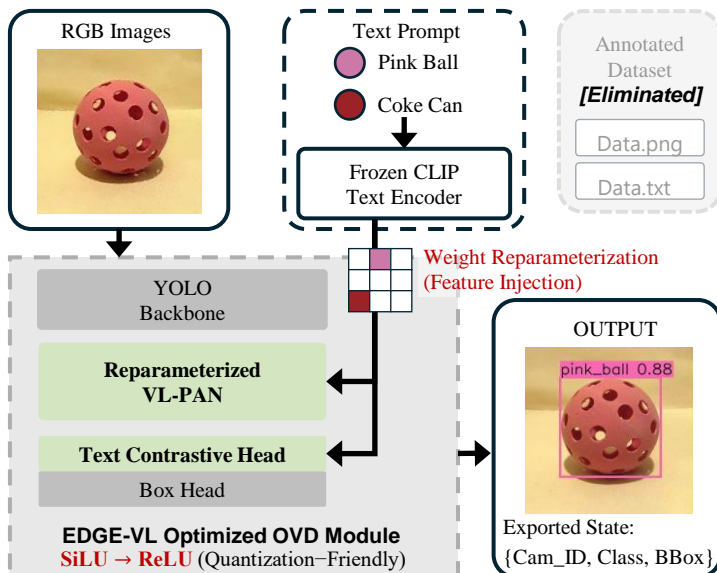 RGB Images
Text Prompt
Pink Ball
Coke Can
Frozen CLIP
Text Encoder
Annotated
Dataset
[Eliminated]
Data.png
Data.txt
Weight Reparameterization
(Feature Injection)
YOLO
Backbone
Reparameterized
VL-PAN
Text Contrastive Head
Box Head
EDGE-VL Optimized OVD Module
SiLU → ReLU (Quantization−Friendly)
OUTPUT
pink_ball 0.88
Exported State:
{Cam_ID, Class, BBox}